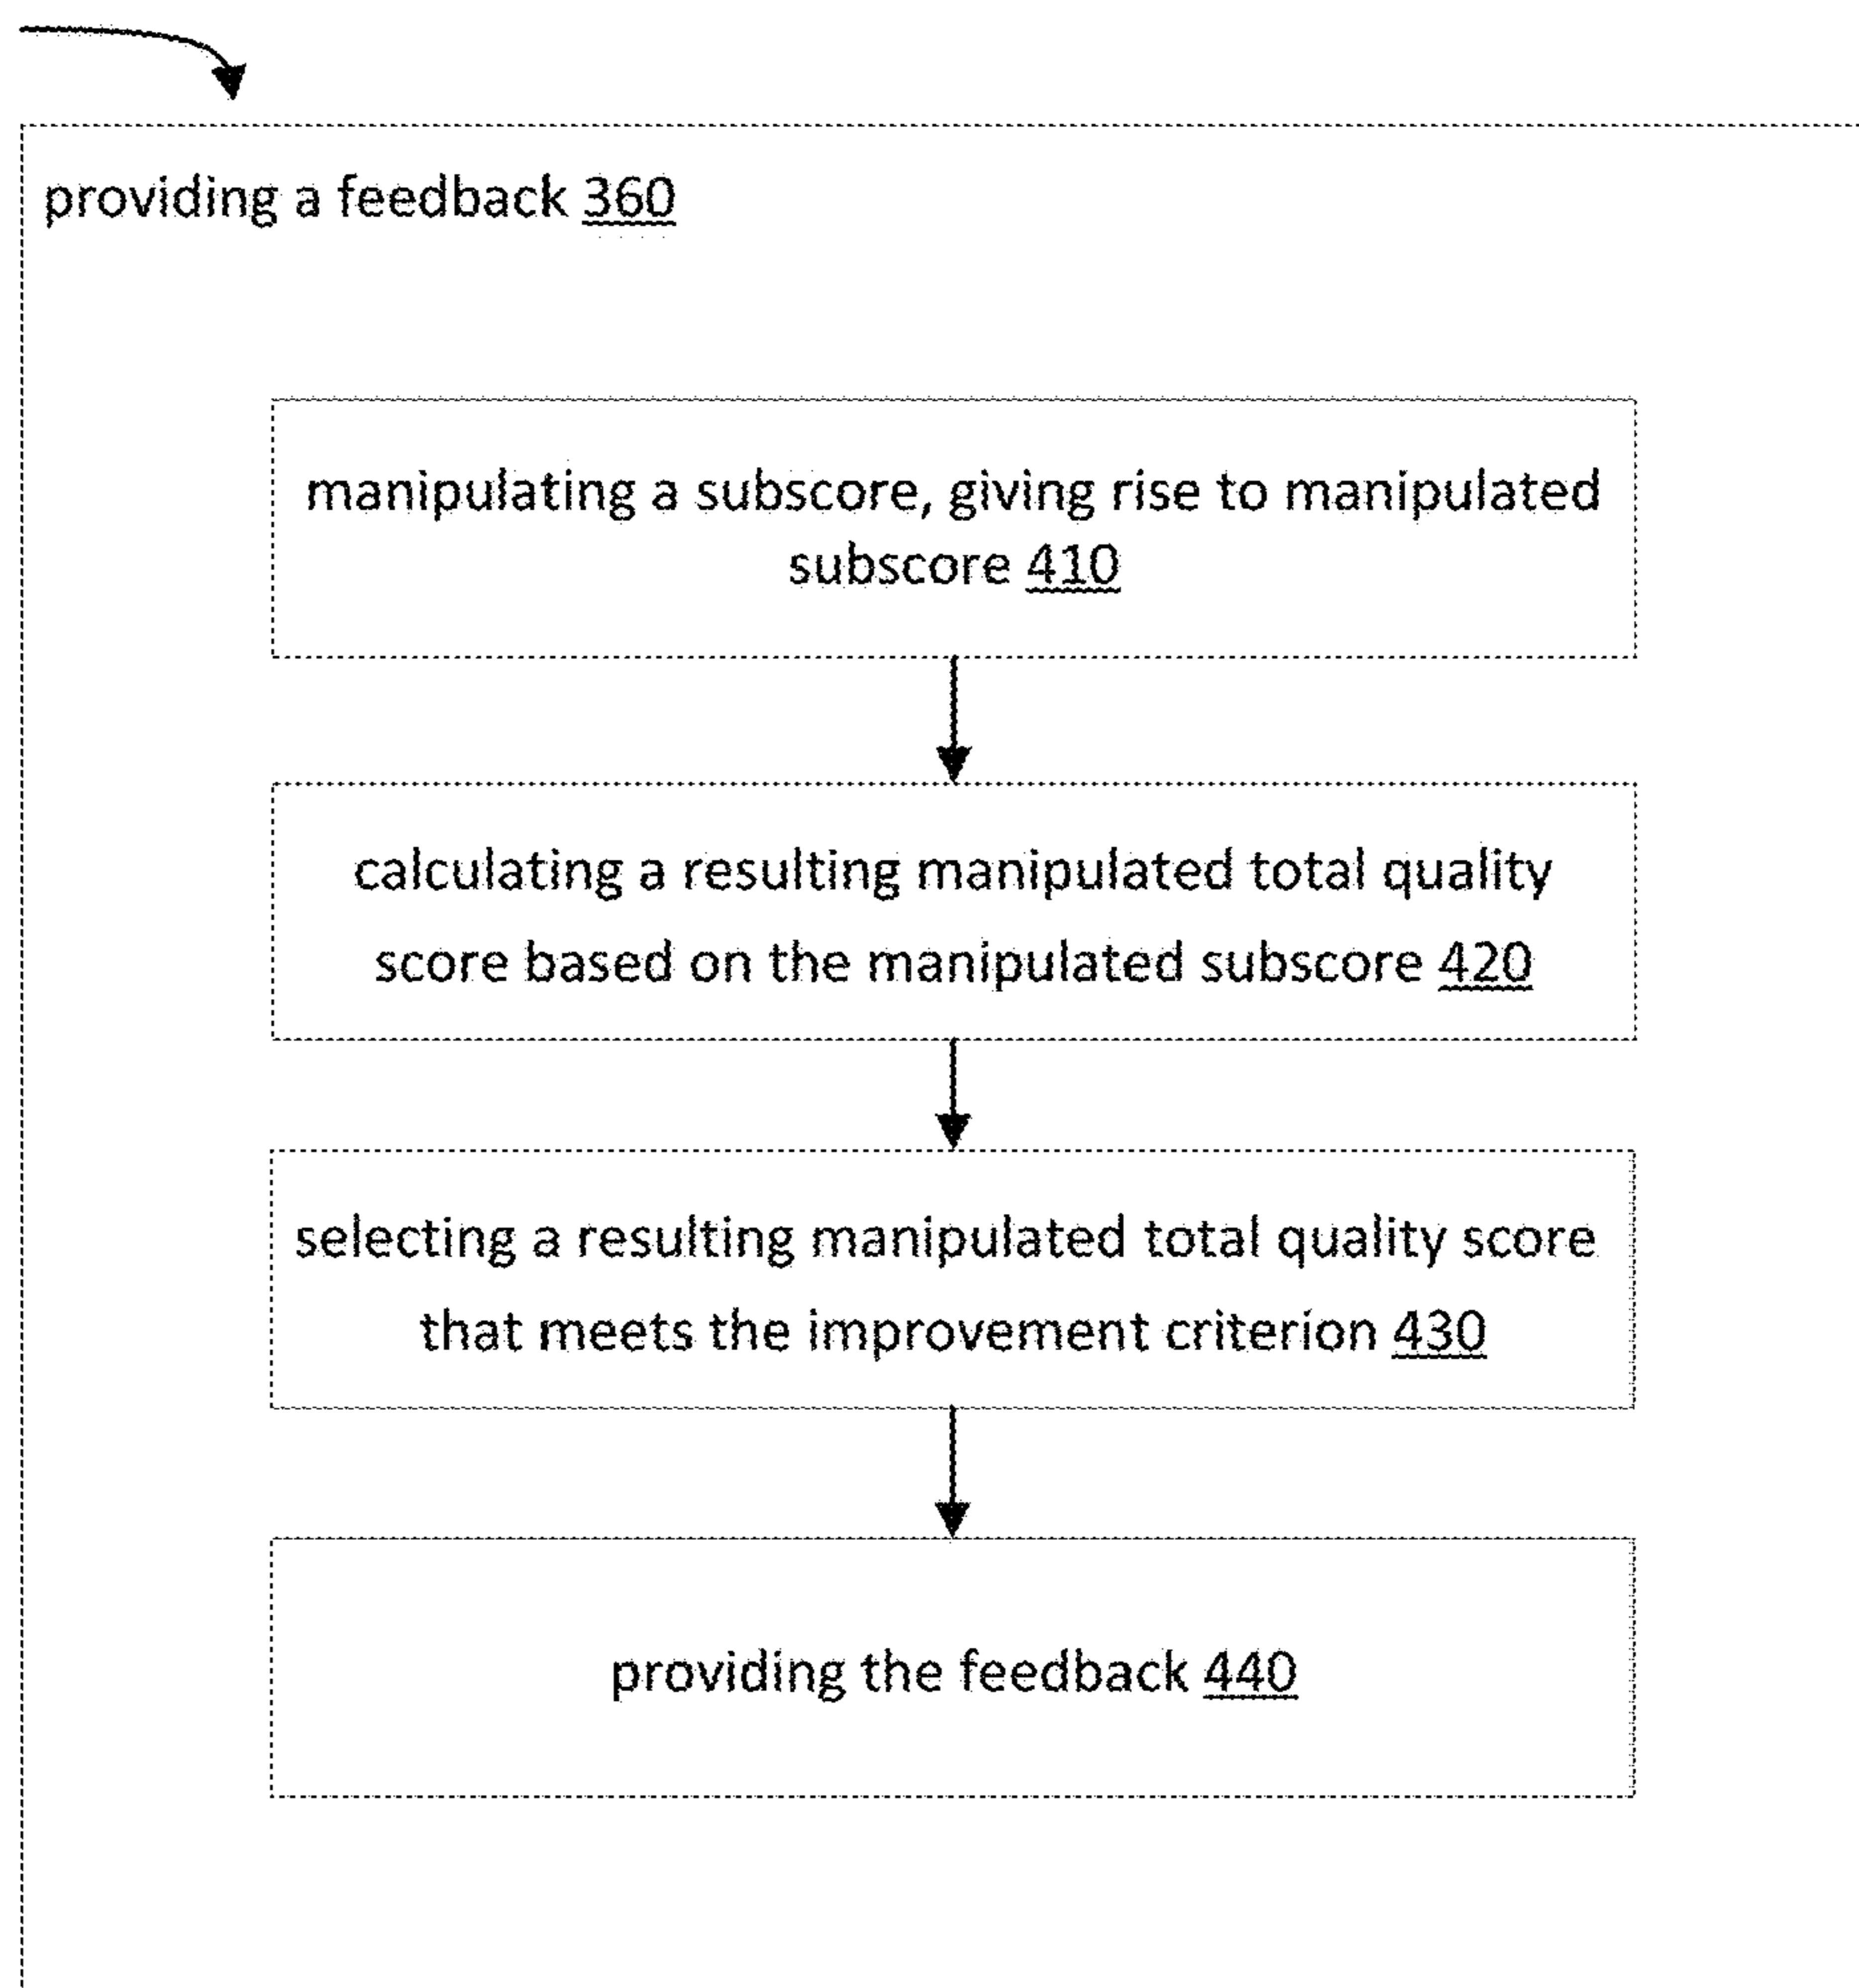 providing a feedback 360
manipulating a subscore, giving rise to manipulated
subscore 410
calculating a resulting manipulated total quality
score based on the manipulated subscore 420
selecting a resulting manipulated total quality score
that meets the improvement criterion 430
providing the feedback 440